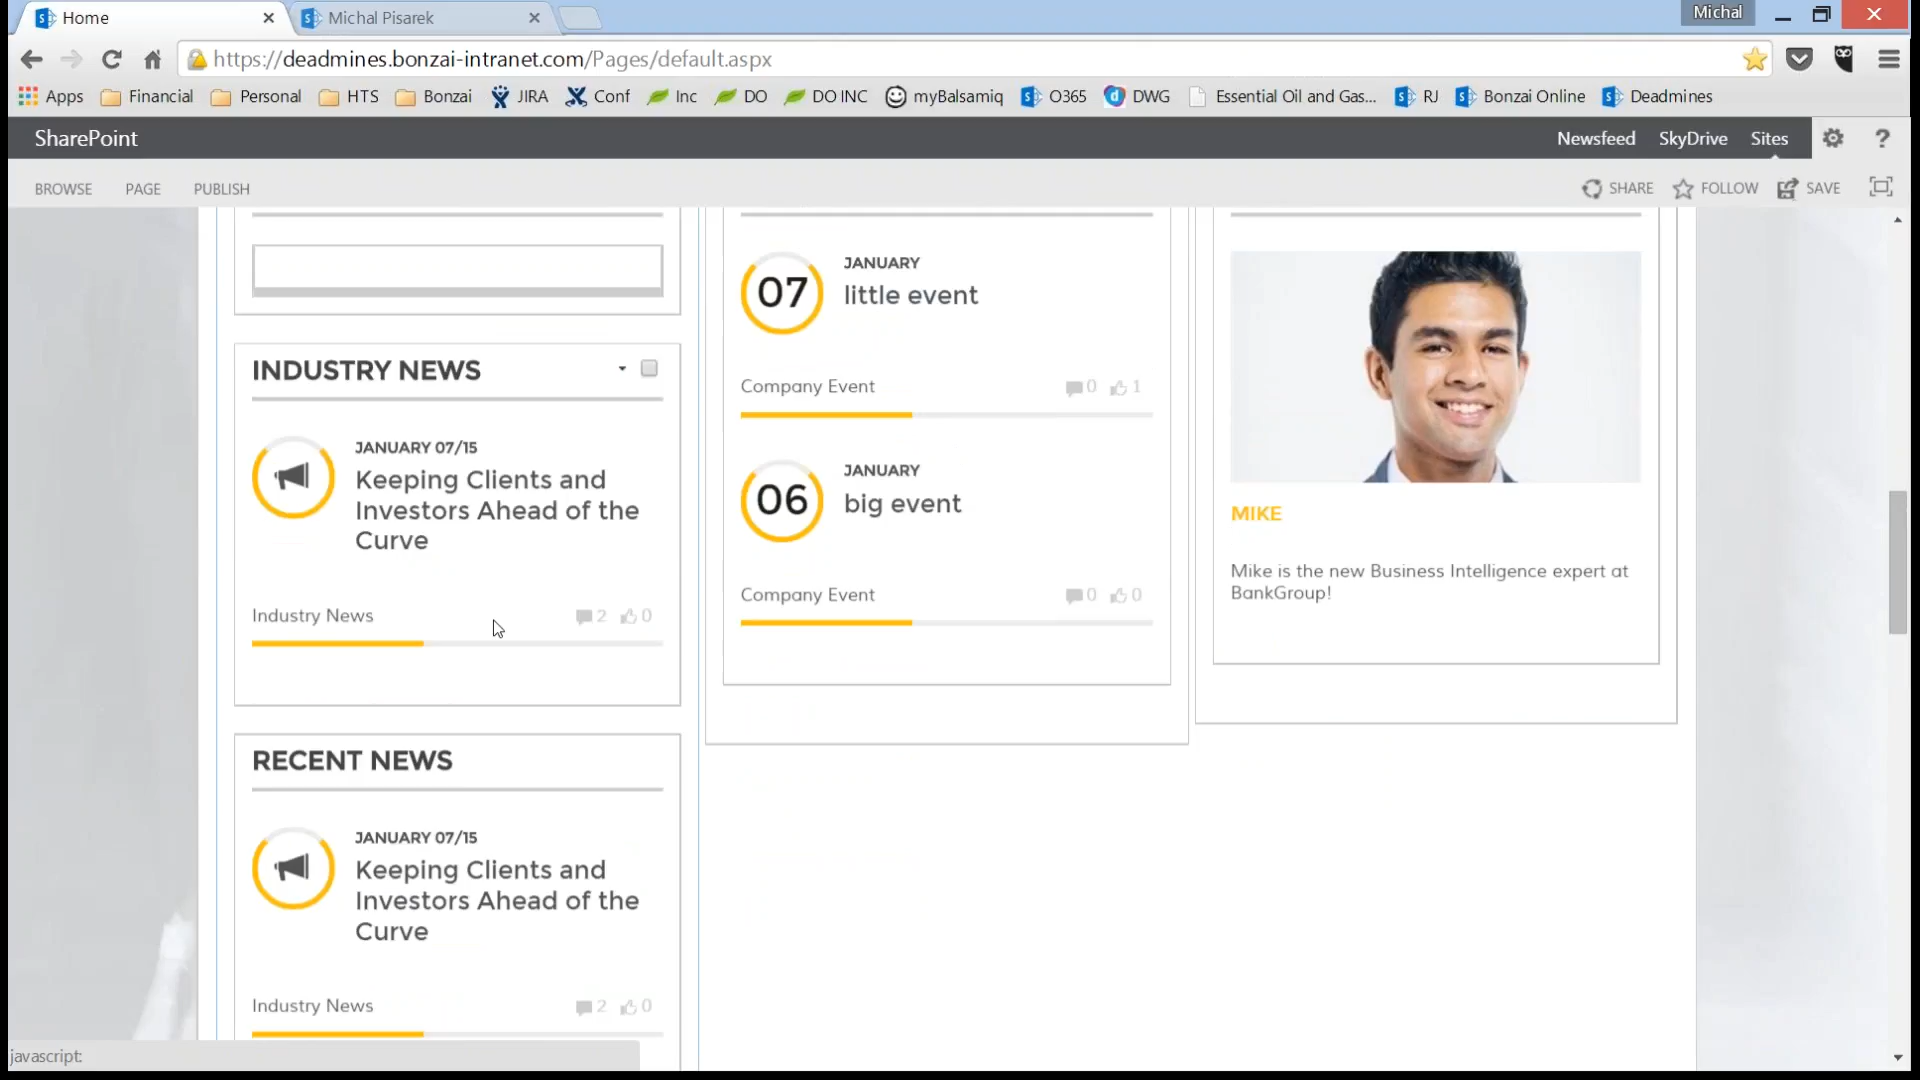 Home
Michal Pisarek
Michal
https://deadmines.bonzai-intranet.com/Pages/default.aspx
Apps Financial Personal HTS Bonzai JIRA Conf Inc DO DO INC myBalsamiq O365 DWG Essential Oil and Gas... RJ Bonzai Online Deadmines
SharePoint
Newsfeed SkyDrive Sites ?
BROWSE PAGE PUBLISH
SHARE FOLLOW SAVE
INDUSTRY NEWS
JANUARY 07/15
Keeping Clients and
Investors Ahead of the
Curve
Industry News 2 0
RECENT NEWS
JANUARY 07/15
Keeping Clients and
Investors Ahead of the
Curve
Industry News 2 0
07
JANUARY
little event
Company Event 0 1
06
JANUARY
big event
Company Event 0 0
MIKE
Mike is the new Business Intelligence expert at
BankGroup!
javascript: